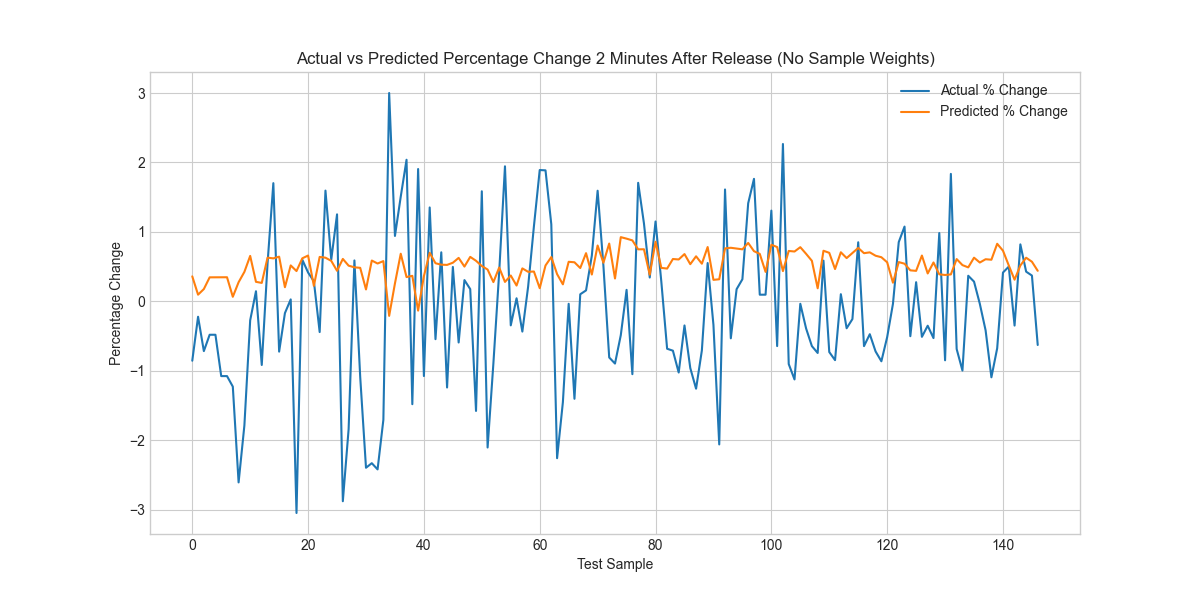 Actual vs Predicted Percentage Change 2 Minutes After Release (No Sample Weights)
Actual % Change
Predicted % Change
Percentage Change
3
2
1
0
−1
−2
−3
0 20 40 60 80 100 120 140
Test Sample